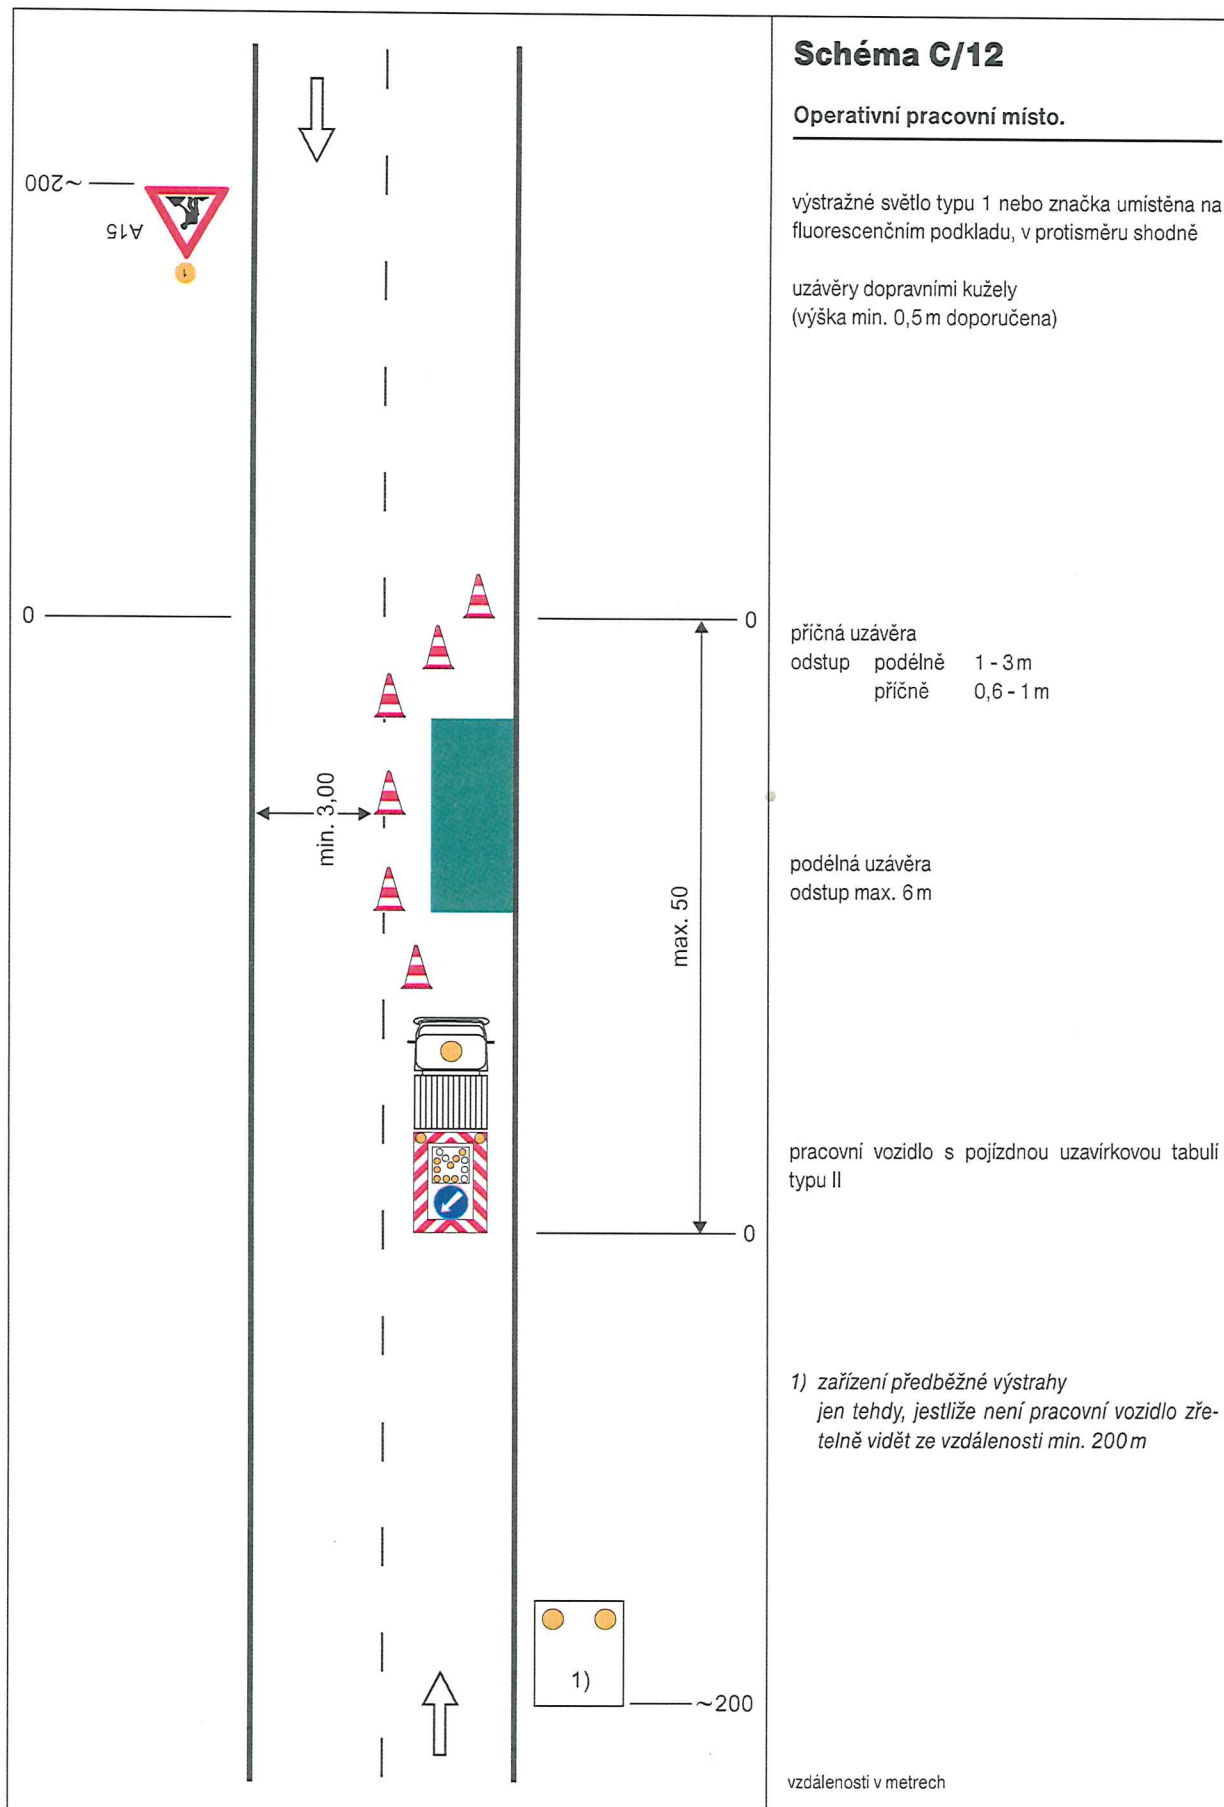 Schéma C/12
Operativní pracovní místo.
výstražné světlo typu 1 nebo značka umístěna na
fluorescenčním podkladu, v protisměru shodně
uzávěry dopravními kužely
(výška min. 0,5 m doporučena)
~200
A15
1
0
0
příčná uzávěra
odstup podélně 1 - 3 m
příčně 0,6 - 1 m
min. 3,00
podélná uzávěra
odstup max. 6 m
max. 50
pracovní vozidlo s pojízdnou uzavírkovou tabulí
typu II
0
1) zařízení předběžné výstrahy
jen tehdy, jestliže není pracovní vozidlo zře-
telně vidět ze vzdálenosti min. 200 m
1)
~200
vzdálenosti v metrech